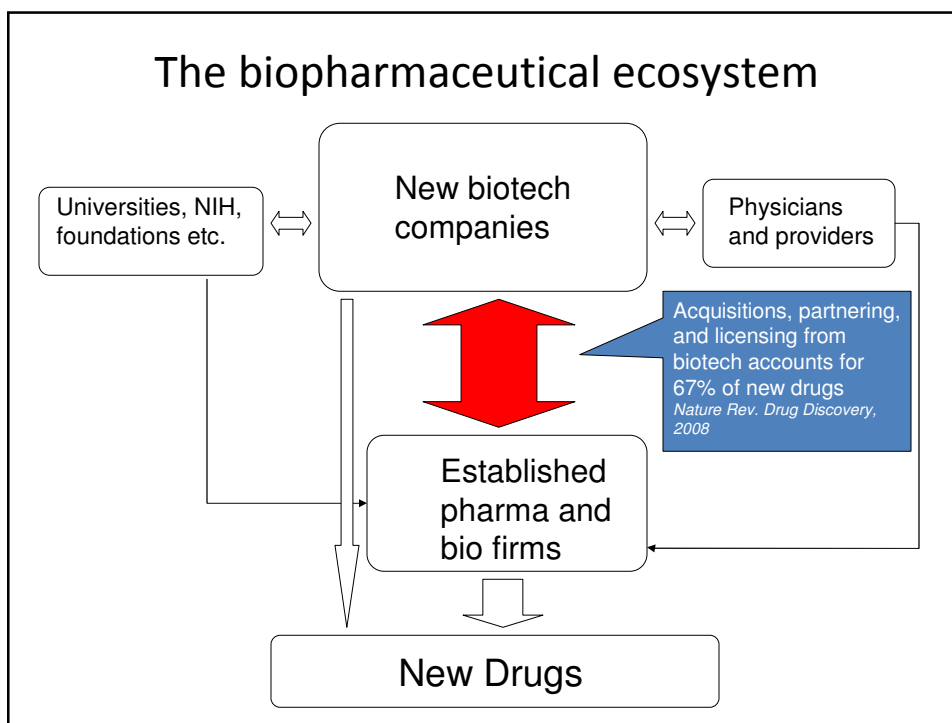 The biopharmaceutical ecosystem
New biotech
companies
Universities, NIH,
foundations etc.
Physicians
and providers
Acquisitions, partnering,
and licensing from
biotech accounts for
67% of new drugs
Nature Rev. Drug Discovery,
2008
Established
pharma and
bio firms
New Drugs